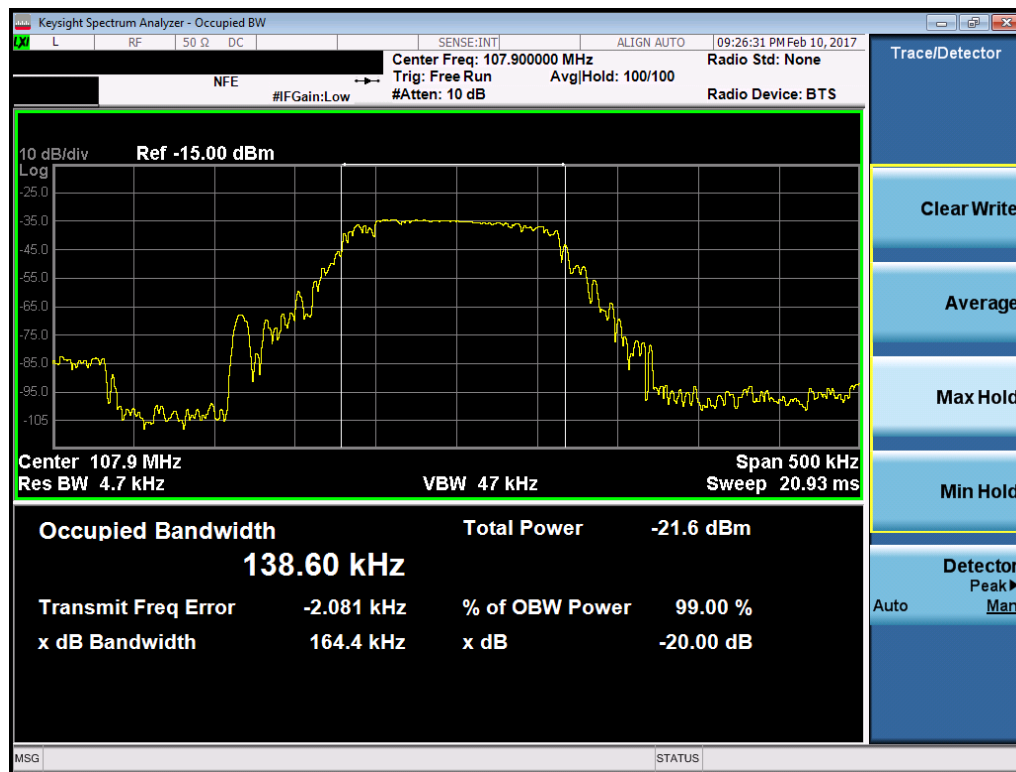 Keysight Spectrum Analyzer - Occupied BW
LXI L RF 50 Ω DC SENSE:INT ALIGN AUTO 09:26:31 PM Feb 10, 2017
Center Freq: 107.900000 MHz Radio Std: None
NFE Trig: Free Run Avg|Hold: 100/100
#IFGain:Low #Atten: 10 dB Radio Device: BTS
Trace/Detector
10 dB/div Ref -15.00 dBm
Log
-25.0
-35.0
-45.0
-55.0
-65.0
-75.0
-85.0
-95.0
-105
Center 107.9 MHz Span 500 kHz
Res BW 4.7 kHz VBW 47 kHz Sweep 20.93 ms
Occupied Bandwidth Total Power -21.6 dBm
138.60 kHz
Transmit Freq Error -2.081 kHz % of OBW Power 99.00 %
x dB Bandwidth 164.4 kHz x dB -20.00 dB
Clear Write
Average
Max Hold
Min Hold
Detector
Peak▶
Auto Man
MSG STATUS